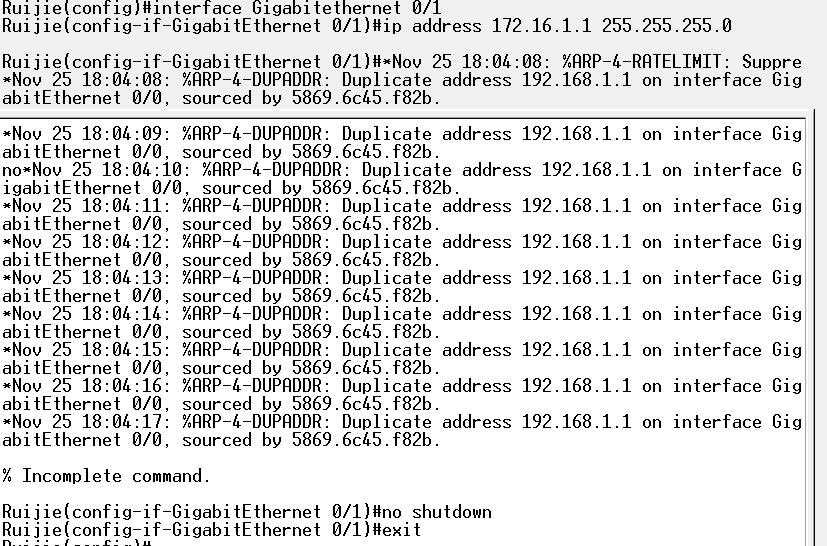 Ruijie(config)#interface Gigabitethernet 0/1
Ruijie(config-if-GigabitEthernet 0/1)#ip address 172.16.1.1 255.255.255.0
Ruijie(config-if-GigabitEthernet 0/1)#*Nov 25 18:04:08: %ARP-4-RATELIMIT: Suppre
*Nov 25 18:04:08: %ARP-4-DUPADDR: Duplicate address 192.168.1.1 on interface Gig
abitEthernet 0/0, sourced by 5869.6c45.f82b.
*Nov 25 18:04:09: %ARP-4-DUPADDR: Duplicate address 192.168.1.1 on interface Gig
abitEthernet 0/0, sourced by 5869.6c45.f82b.
no*Nov 25 18:04:10: %ARP-4-DUPADDR: Duplicate address 192.168.1.1 on interface G
igabitEthernet 0/0, sourced by 5869.6c45.f82b.
*Nov 25 18:04:11: %ARP-4-DUPADDR: Duplicate address 192.168.1.1 on interface Gig
abitEthernet 0/0, sourced by 5869.6c45.f82b.
*Nov 25 18:04:12: %ARP-4-DUPADDR: Duplicate address 192.168.1.1 on interface Gig
abitEthernet 0/0, sourced by 5869.6c45.f82b.
*Nov 25 18:04:13: %ARP-4-DUPADDR: Duplicate address 192.168.1.1 on interface Gig
abitEthernet 0/0, sourced by 5869.6c45.f82b.
*Nov 25 18:04:14: %ARP-4-DUPADDR: Duplicate address 192.168.1.1 on interface Gig
abitEthernet 0/0, sourced by 5869.6c45.f82b.
*Nov 25 18:04:15: %ARP-4-DUPADDR: Duplicate address 192.168.1.1 on interface Gig
abitEthernet 0/0, sourced by 5869.6c45.f82b.
*Nov 25 18:04:16: %ARP-4-DUPADDR: Duplicate address 192.168.1.1 on interface Gig
abitEthernet 0/0, sourced by 5869.6c45.f82b.
*Nov 25 18:04:17: %ARP-4-DUPADDR: Duplicate address 192.168.1.1 on interface Gig
abitEthernet 0/0, sourced by 5869.6c45.f82b.
% Incomplete command.
Ruijie(config-if-GigabitEthernet 0/1)#no shutdown
Ruijie(config-if-GigabitEthernet 0/1)#exit